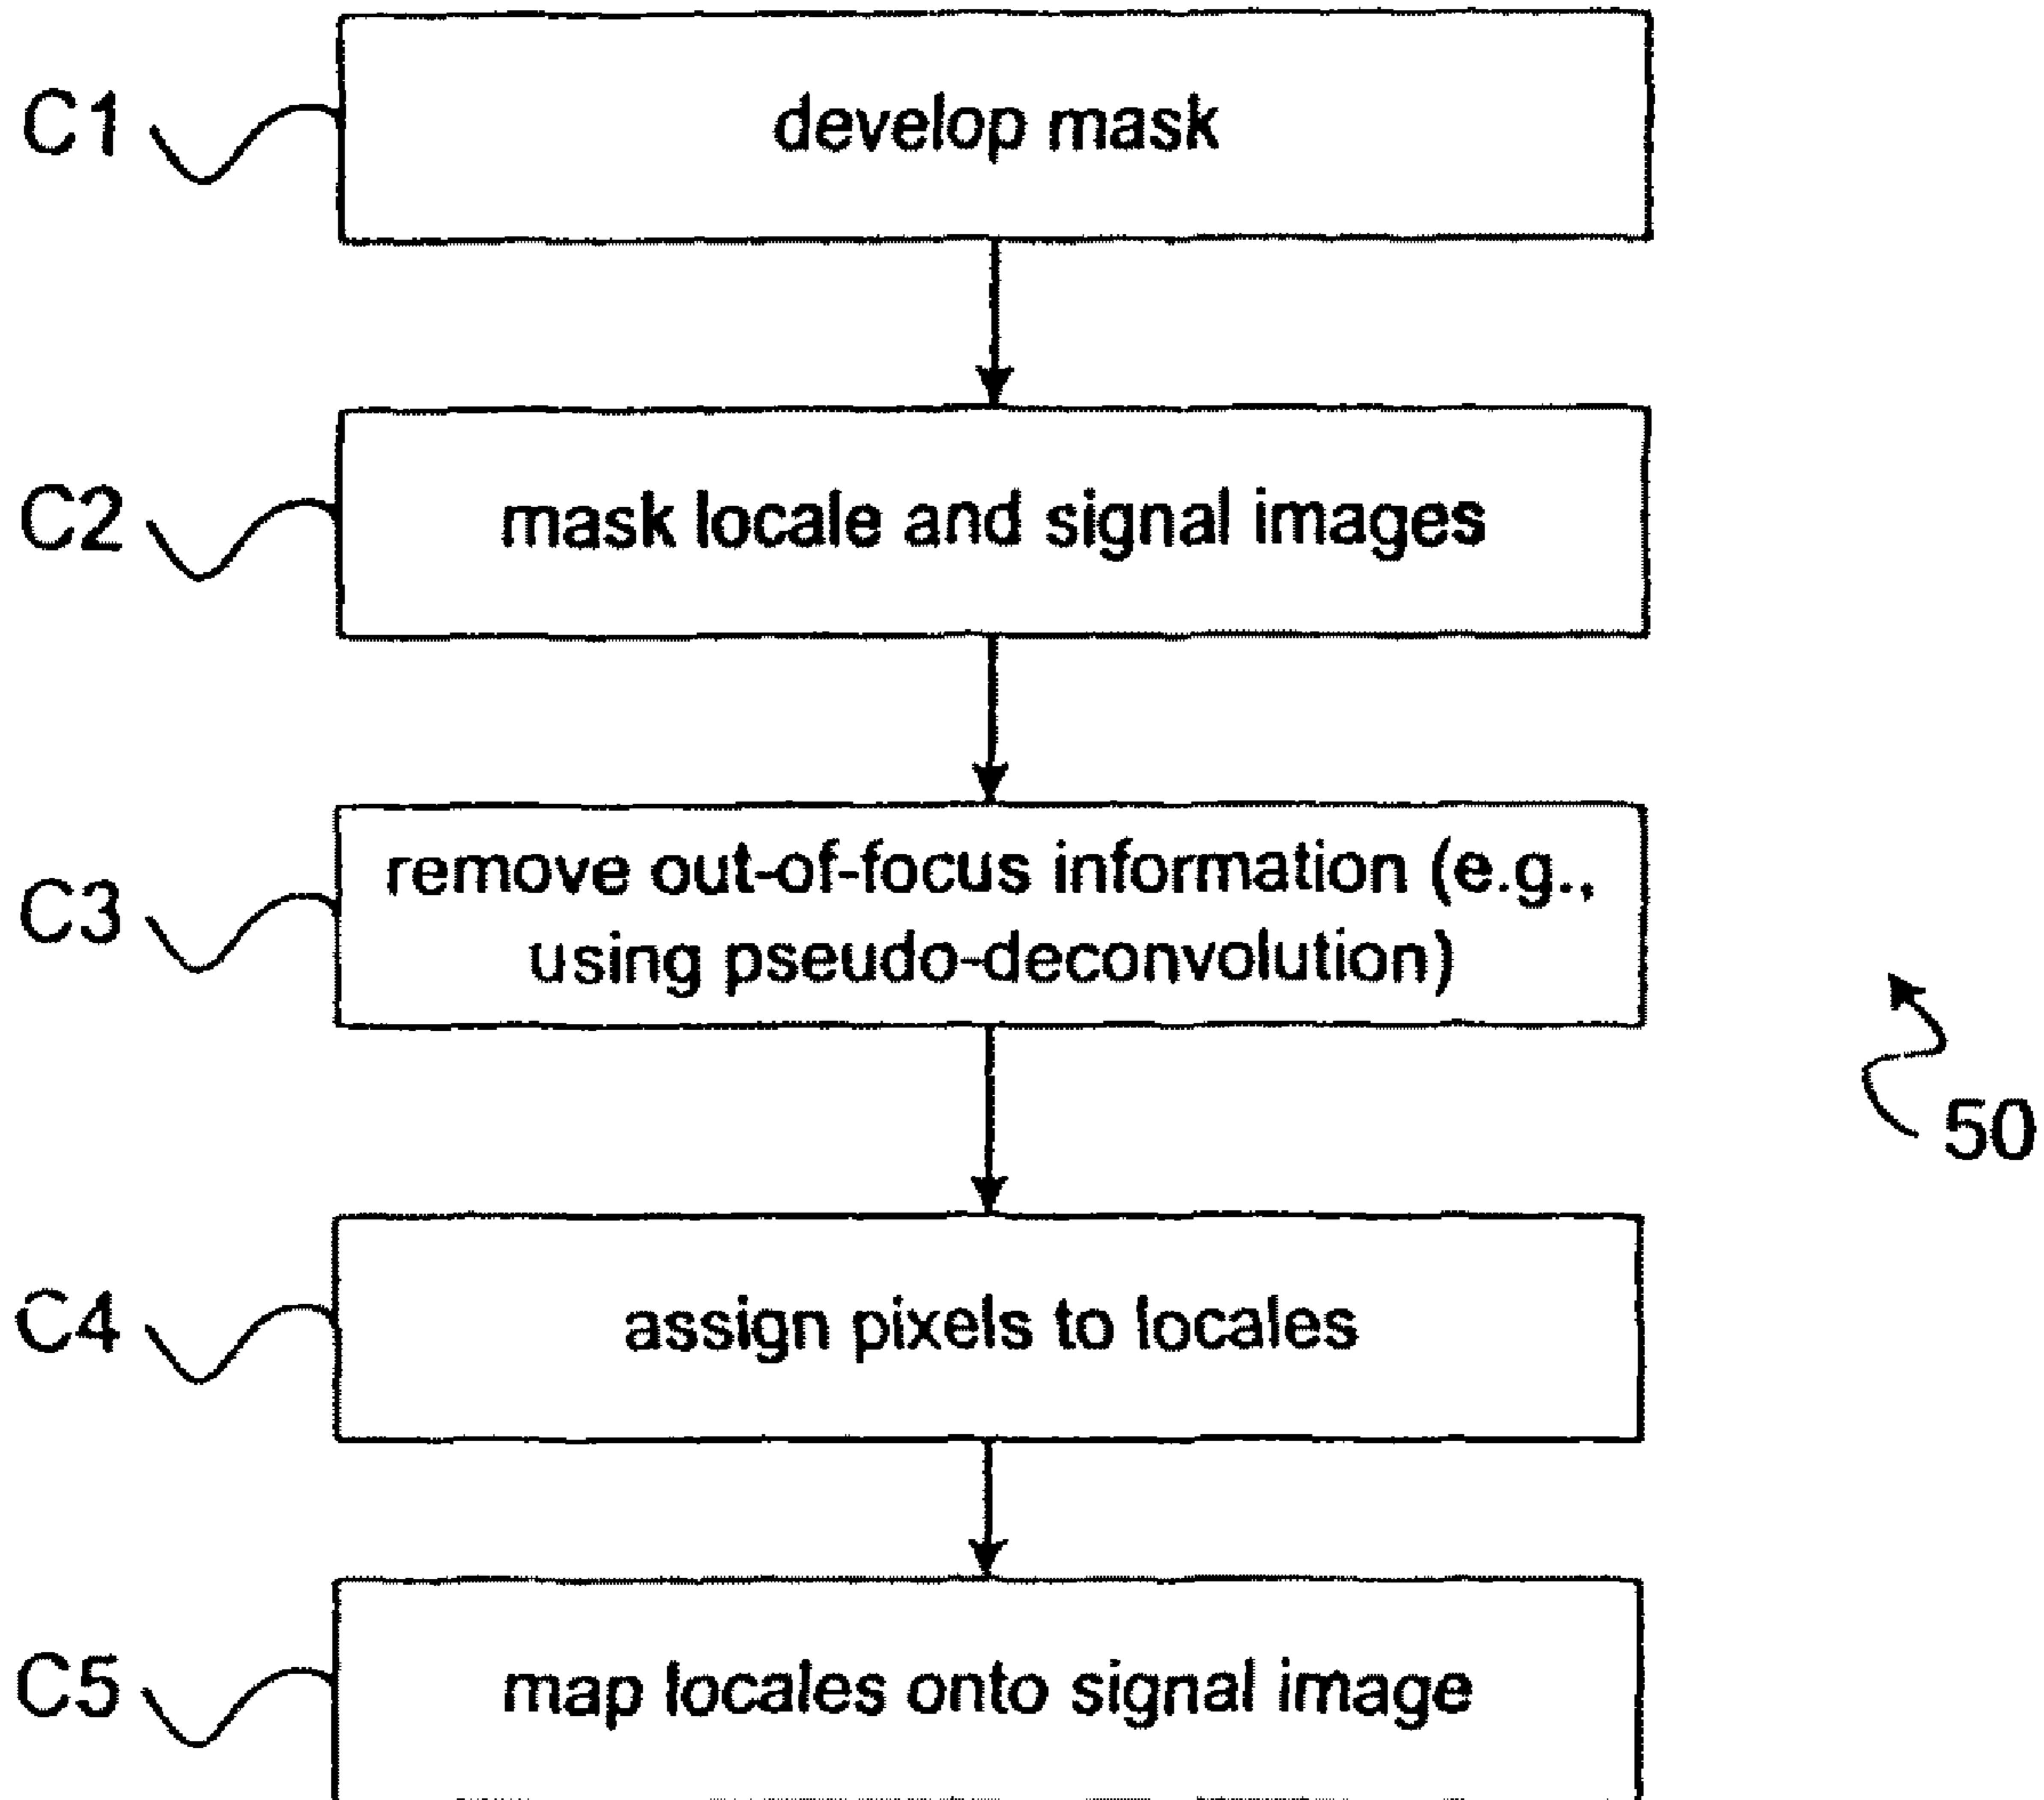 C1
develop mask
C2
mask locale and signal images
C3
remove out-of-focus information (e.g.,
using pseudo-deconvolution)
50
C4
assign pixels to locales
C5
map locales onto signal image